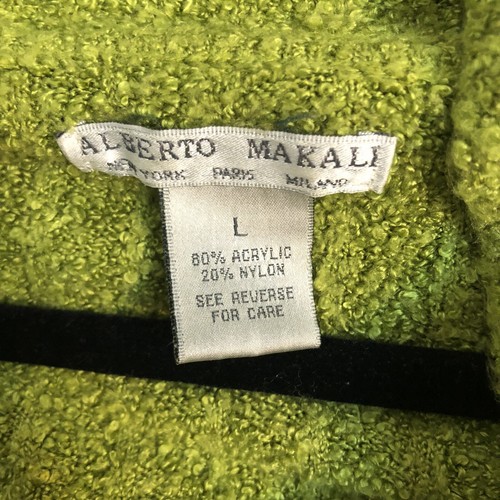 ALBERTO MAKALI
NEW YORK PARIS MILANO
L
80% ACRYLIC
20% NYLON
SEE REVERSE
FOR CARE